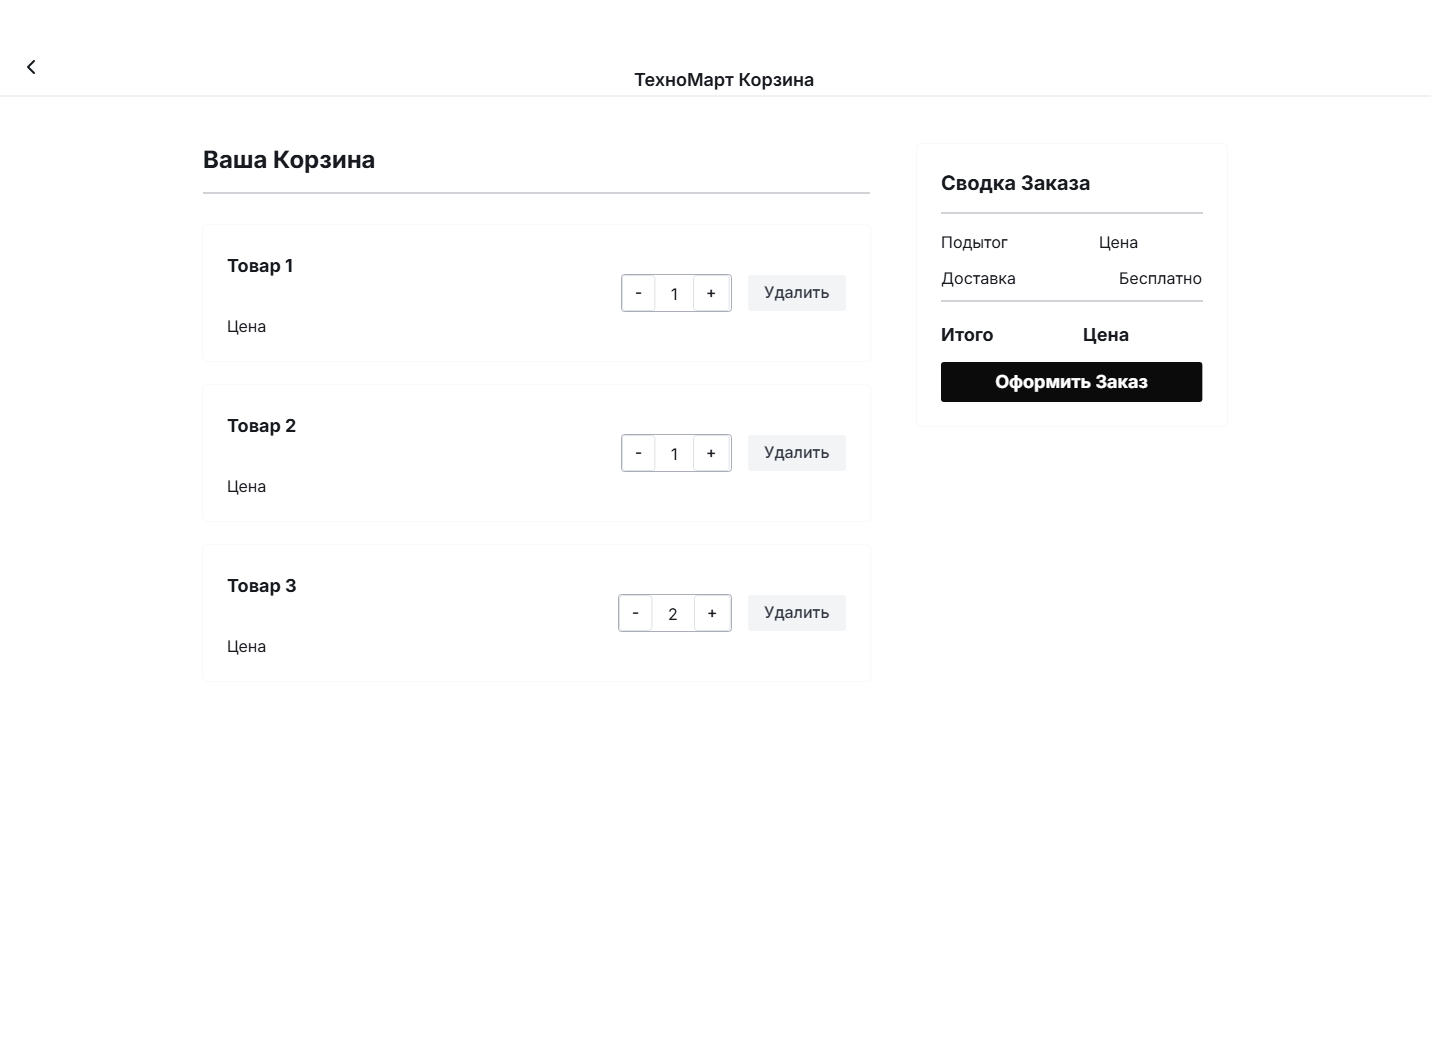 ТехноМарт Корзина
Ваша Корзина
Товар 1
- 1 + Удалить
Цена
Товар 2
- 1 + Удалить
Цена
Товар 3
- 2 + Удалить
Цена
Сводка Заказа
Подытог Цена
Доставка Бесплатно
Итого Цена
Оформить Заказ